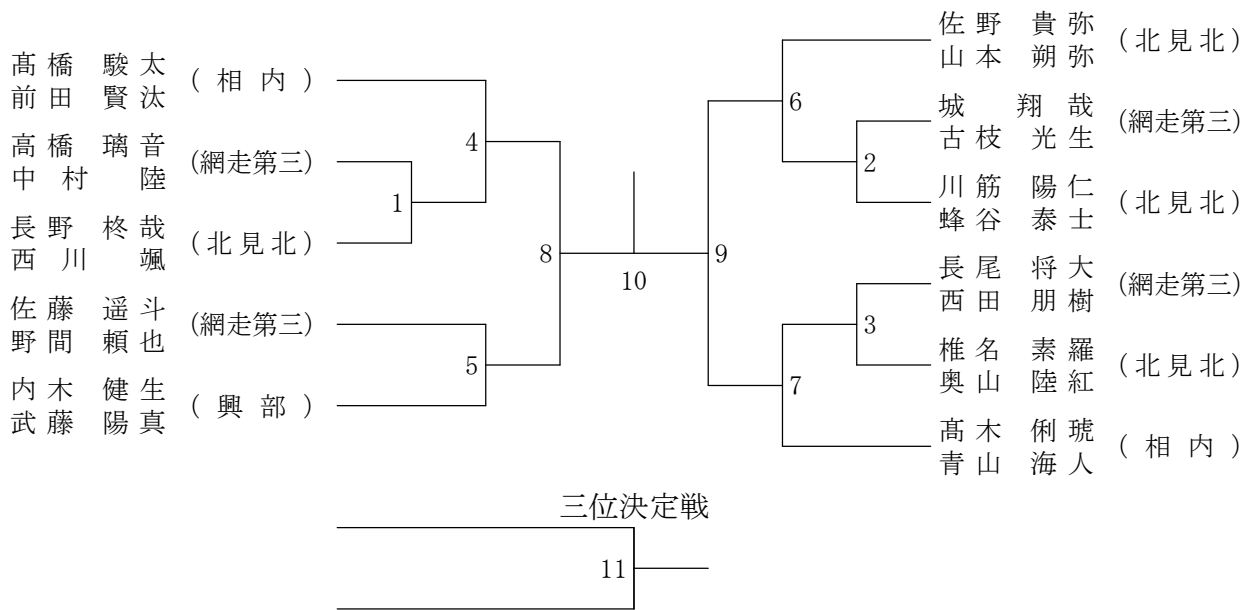 髙橋 駿太
前田 賢汰
(相内)
高橋 璃音
中村 陸
(網走第三)
長野 柊哉
西川 颯
(北見北)
佐藤 遥斗
野間 頼也
(網走第三)
内木 健生
武藤 陽真
(興部)
1
4
5
8
10
9
6
2
3
7
佐野 貴弥
山本 朔弥
(北見北)
城 翔哉
古枝 光生
(網走第三)
川筋 陽仁
蜂谷 泰士
(北見北)
長尾 将大
西田 朋樹
(網走第三)
椎名 素羅
奥山 陸紅
(北見北)
髙木 俐琥
青山 海人
(相内)
三位決定戦
11